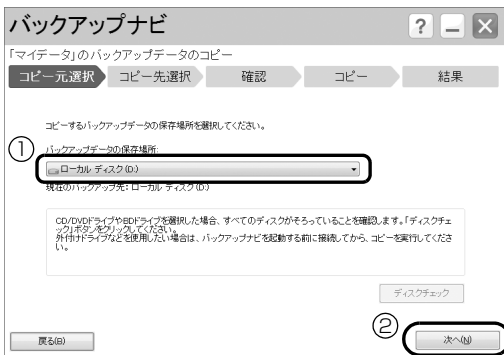 バックアップナビ
? – ×
「マイデータ」のバックアップデータのコピー
コピー元選択 コピー先選択 確認 コピー 結果
コピーするバックアップデータの保存場所を選択してください。
①
バックアップデータの保存場所:
ローカル ディスク (D:)
現在のバックアップ先: ローカル ディスク (D:)
CD/DVDドライブやBDドライブを選択した場合、すべてのディスクがそろっていることを確認します。「ディスクチェ
ック」ボタンをクリックしてください。
外付けドライブなどを使用したい場合は、バックアップナビを起動する前に接続してから、コピーを実行してくださ
い。
ディスクチェック
②
戻る(B) 次へ(N)